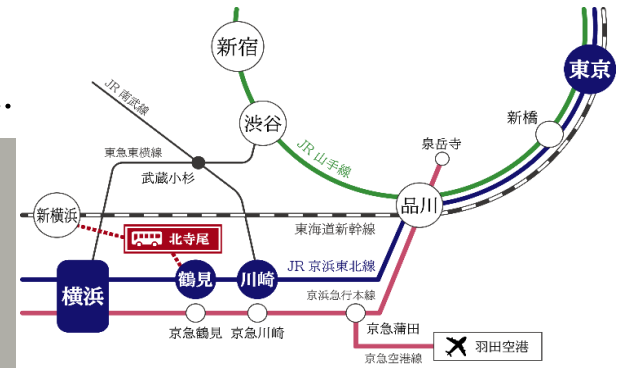 新宿
東京
JR南武線
渋谷
新橋
東急東横線
JR山手線
泉岳寺
武蔵小杉
品川
新横浜
東海道新幹線
北寺尾
JR京浜東北線
鶴見
川崎
横浜
京浜急行本線
京急鶴見
京急川崎
京急蒲田
羽田空港
京急空港線